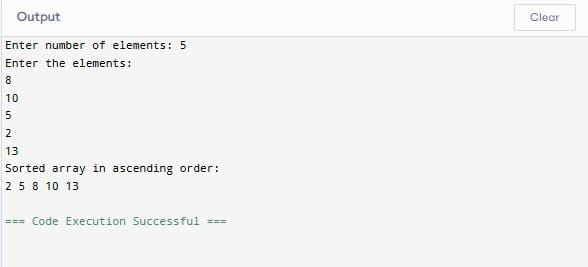 Output
Clear
Enter number of elements: 5
Enter the elements:
8
10
5
2
13
Sorted array in ascending order:
2 5 8 10 13
=== Code Execution Successful ===